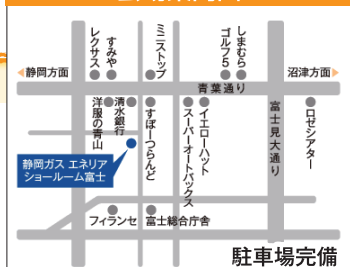 レクサス
すみや
ミニストップ
ゴルフ5
しまむら
静岡方面
沼津方面
青葉通り
洋服の青山
清水銀行
すぽーつらんど
スーパーオートバックス
イエローハット
富士見大通り
ロゼシアター
静岡ガス エネリア
ショールーム富士
フィランセ
富士総合庁舎
駐車場完備